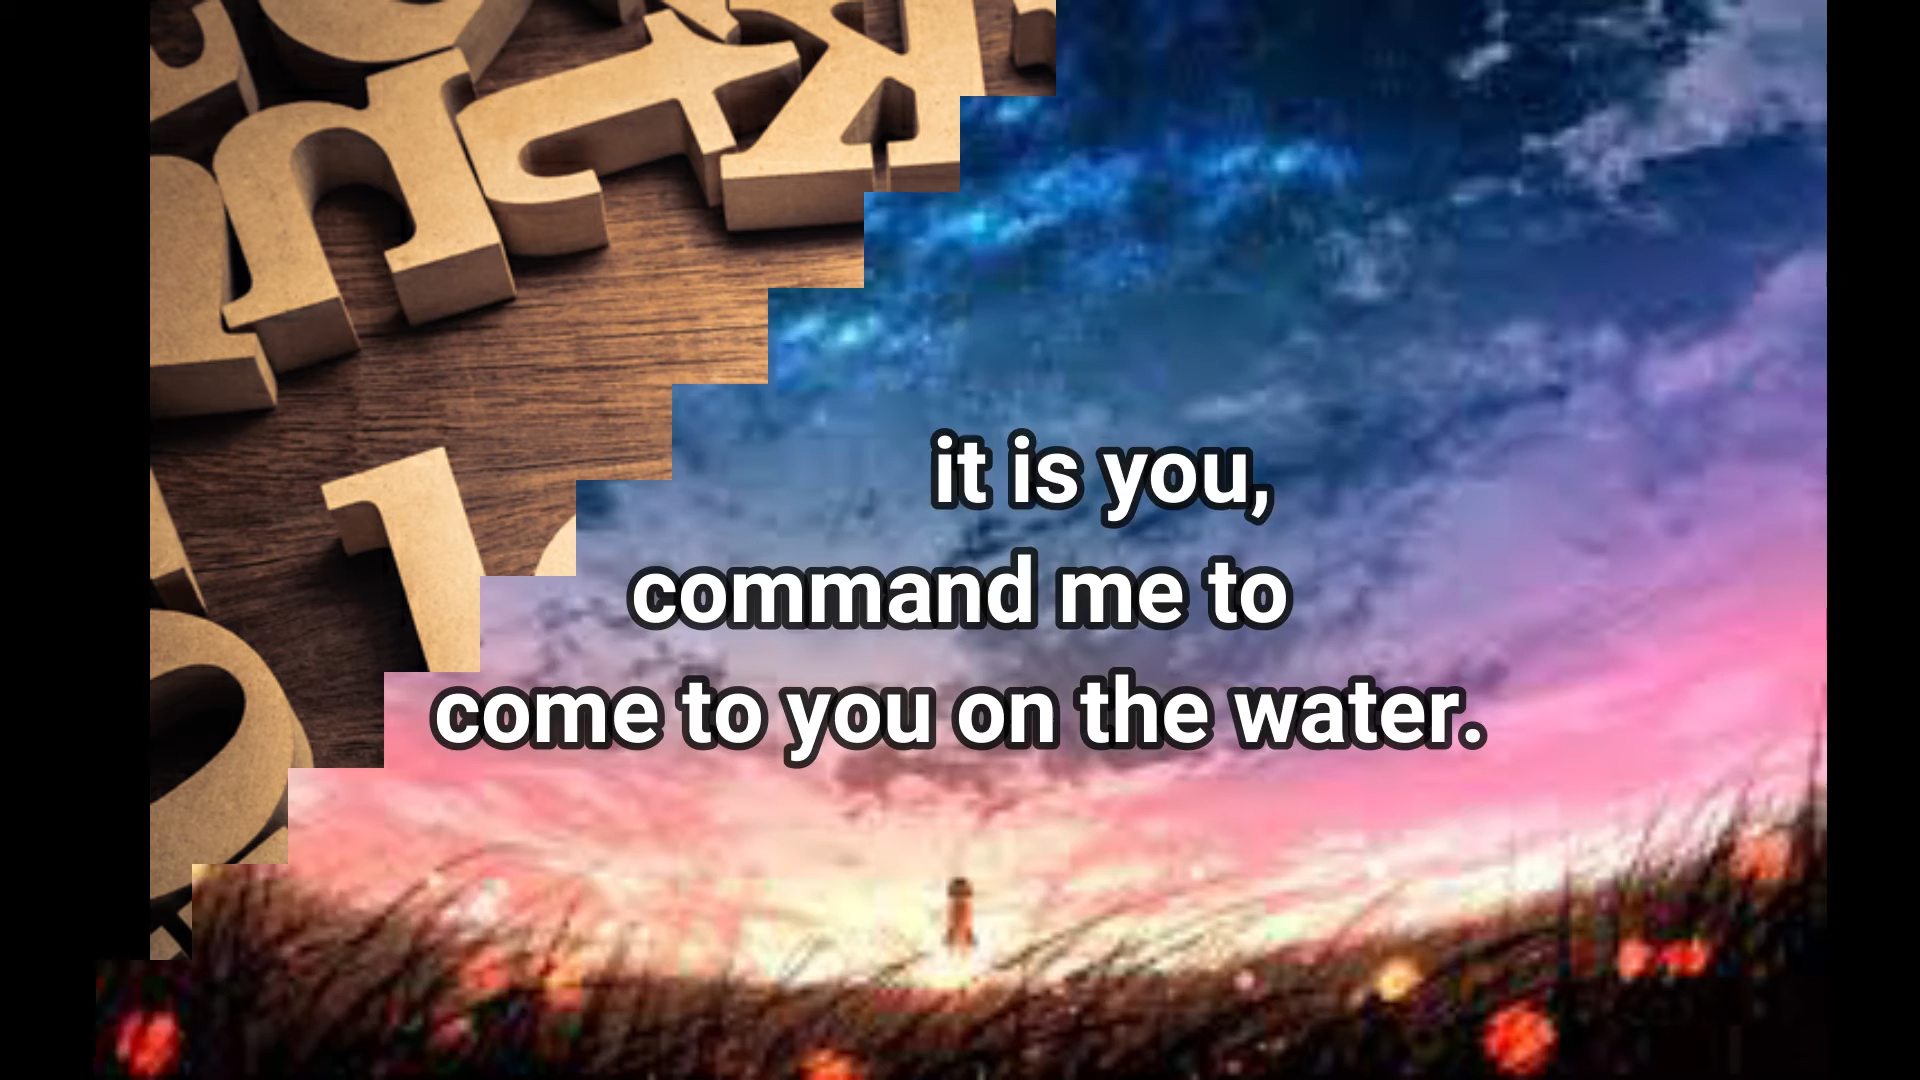 it is you,
command me to
come to you on the water.